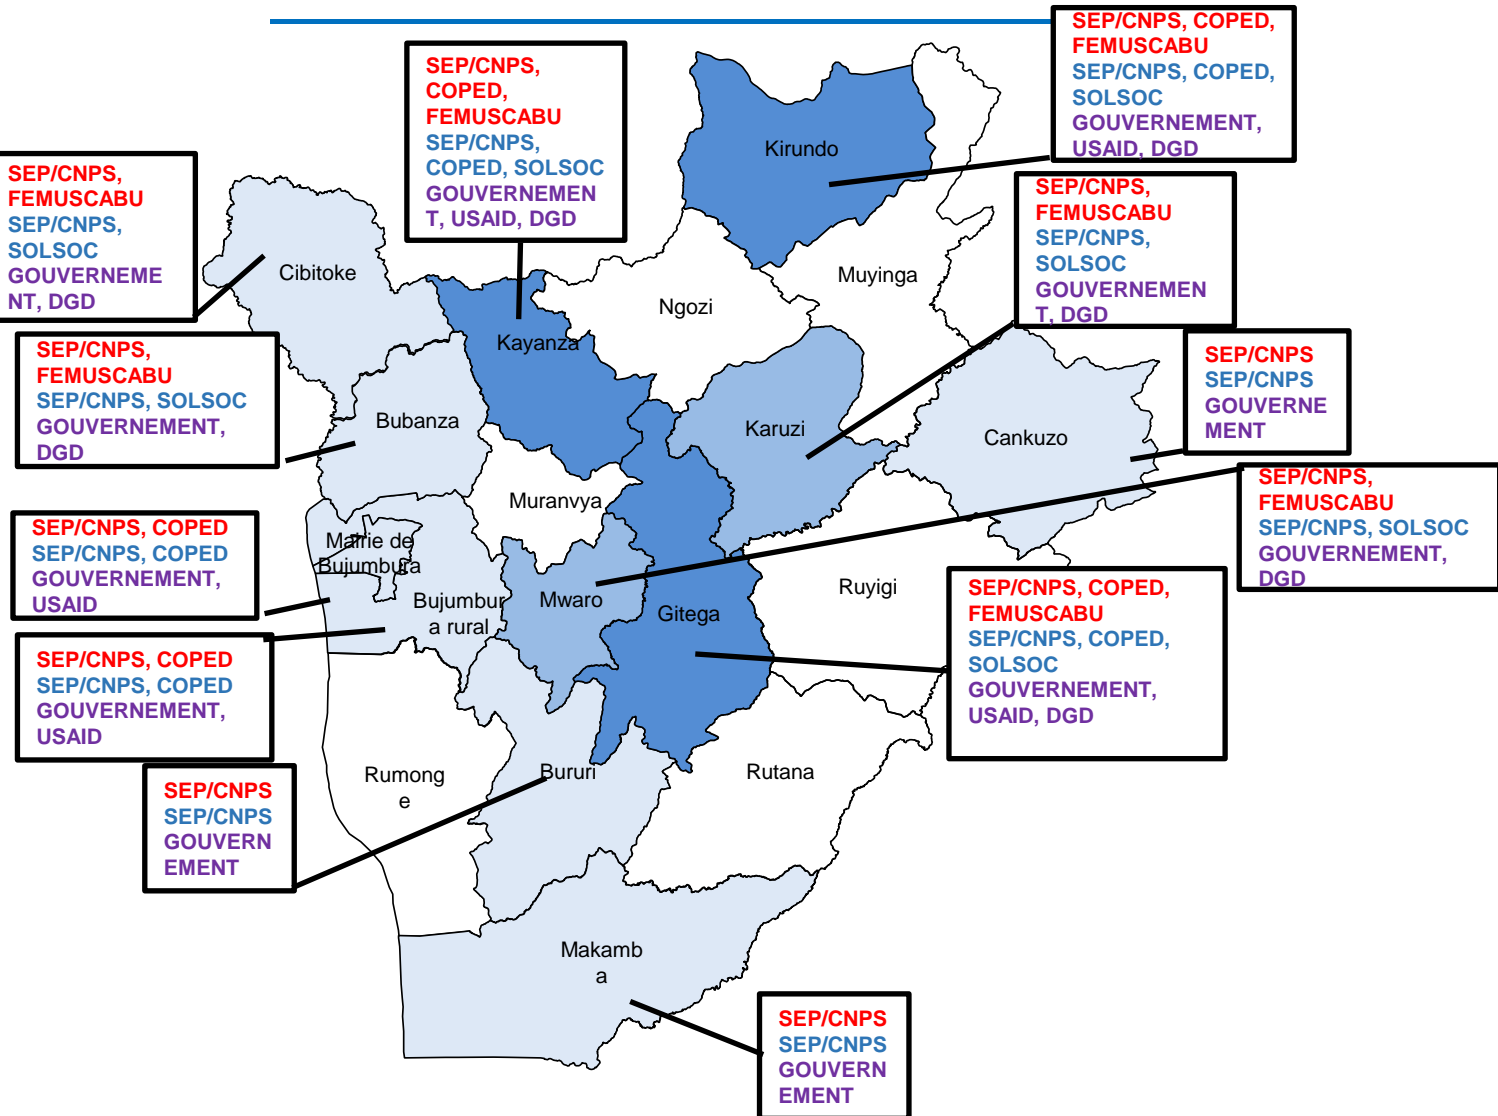 SEP/CNPS, COPED,
FEMUSCABU
SEP/CNPS, COPED,
SOLSOC
GOUVERNEMENT,
USAID, DGD
SEP/CNPS,
COPED,
FEMUSCABU
SEP/CNPS,
COPED, SOLSOC
GOUVERNEMEN
T, USAID, DGD
Kirundo
SEP/CNPS,
FEMUSCABU
SEP/CNPS,
SOLSOC
GOUVERNEME
NT, DGD
SEP/CNPS,
FEMUSCABU
SEP/CNPS,
SOLSOC
GOUVERNEMEN
T, DGD
Cibitoke
Muyinga
Ngozi
Kayanza
SEP/CNPS,
FEMUSCABU
SEP/CNPS, SOLSOC
GOUVERNEMENT,
DGD
SEP/CNPS
SEP/CNPS
GOUVERNE
MENT
Bubanza
Karuzi
Cankuzo
Muranvya
SEP/CNPS,
FEMUSCABU
SEP/CNPS, SOLSOC
GOUVERNEMENT,
DGD
SEP/CNPS, COPED
SEP/CNPS, COPED
GOUVERNEMENT,
USAID
Mairie de
Bujumbura
Bujumbur
a rural
Mwaro
Gitega
Ruyigi
SEP/CNPS, COPED,
FEMUSCABU
SEP/CNPS, COPED,
SOLSOC
GOUVERNEMENT,
USAID, DGD
SEP/CNPS, COPED
SEP/CNPS, COPED
GOUVERNEMENT,
USAID
Rumong
e
Bururi
Rutana
SEP/CNPS
SEP/CNPS
GOUVERN
EMENT
Makamb
a
SEP/CNPS
SEP/CNPS
GOUVERN
EMENT